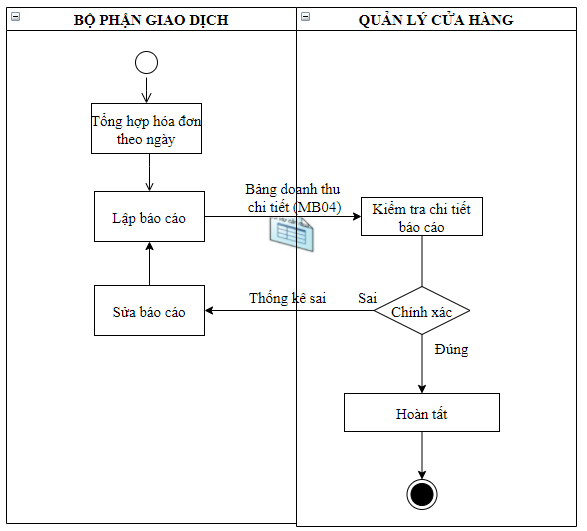 BỘ PHẬN GIAO DỊCH
QUẢN LÝ CỬA HÀNG
Tổng hợp hóa đơn
theo ngày
Lập báo cáo
Bảng doanh thu
chi tiết (MB04)
Kiểm tra chi tiết
báo cáo
Sửa báo cáo
Thống kê sai
Sai
Chính xác
Đúng
Hoàn tất